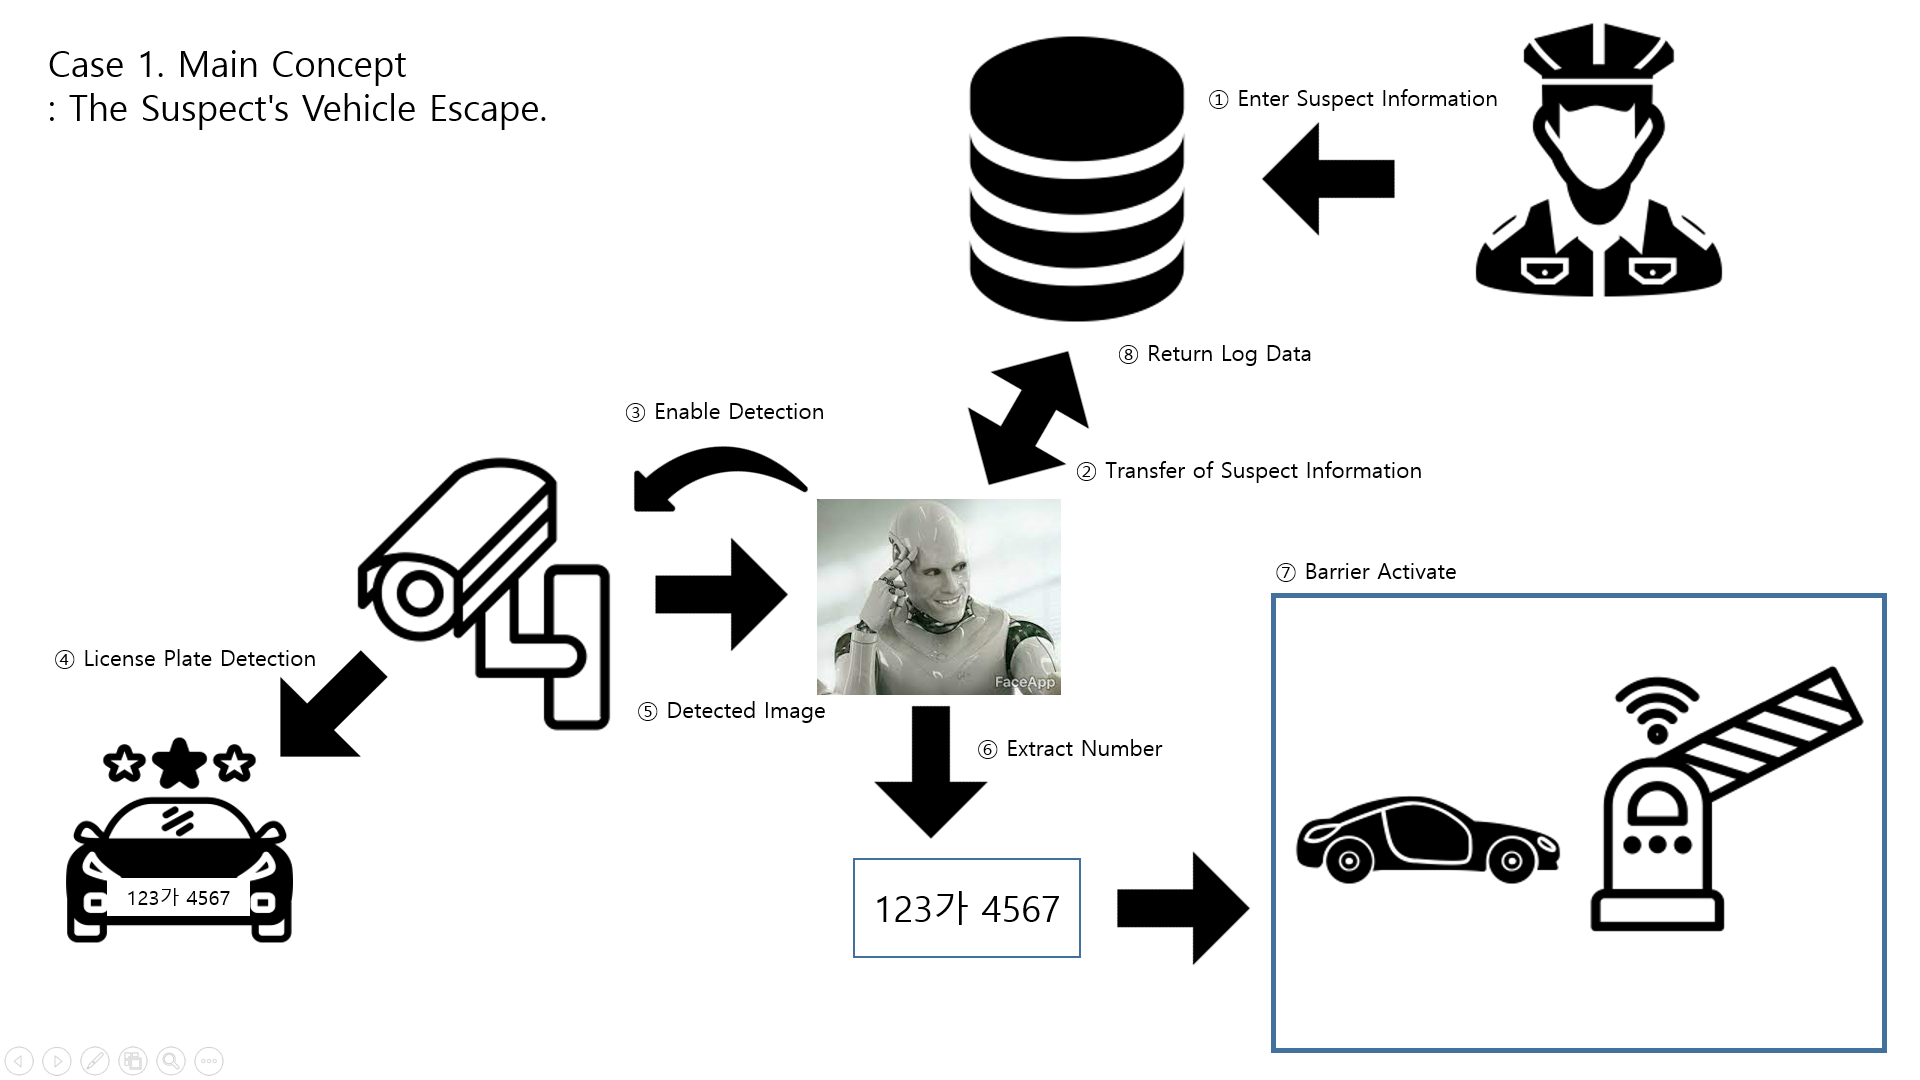 Case 1. Main Concept
: The Suspect's Vehicle Escape.
① Enter Suspect Information
⑧ Return Log Data
③ Enable Detection
② Transfer of Suspect Information
⑦ Barrier Activate
④ License Plate Detection
FaceApp
⑤ Detected Image
⑥ Extract Number
123가 4567
123가 4567